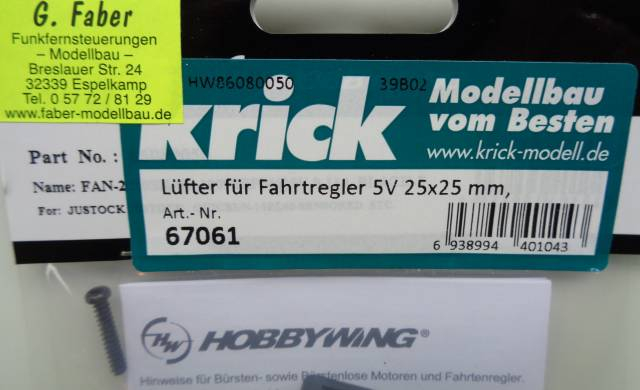 G. Faber
Funkfernsteuerungen
– Modellbau –
Breslauer Str. 24
32339 Espelkamp
Tel. 0 57 72 / 81 29
www.faber-modellbau.de
HW86080050 39B02
krick
Modellbau
vom Besten
www.krick-modell.de
Part No.:
Name: FAN-2
For: JUSTOCK
Lüfter für Fahrtregler 5V 25x25 mm,
Art.- Nr.
67061
6 938994 401043
HW HOBBYWING®
Hinweise für Bürsten- sowie Bürstenlose Motoren und Fahrtenregler.